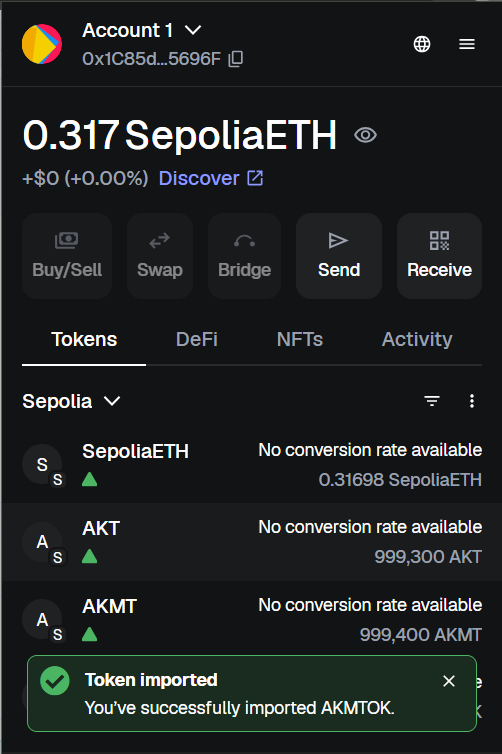 Account 1
0x1C85d...5696F
0.317 SepoliaETH
+$0 (+0.00%) Discover
Buy/Sell
Swap
Bridge
Send
Receive
Tokens
DeFi
NFTs
Activity
Sepolia
S
S
SepoliaETH
No conversion rate available
0.31698 SepoliaETH
A
S
AKT
No conversion rate available
999,300 AKT
A
S
AKMT
No conversion rate available
999,400 AKMT
Token imported
You've successfully imported AKMTOK.